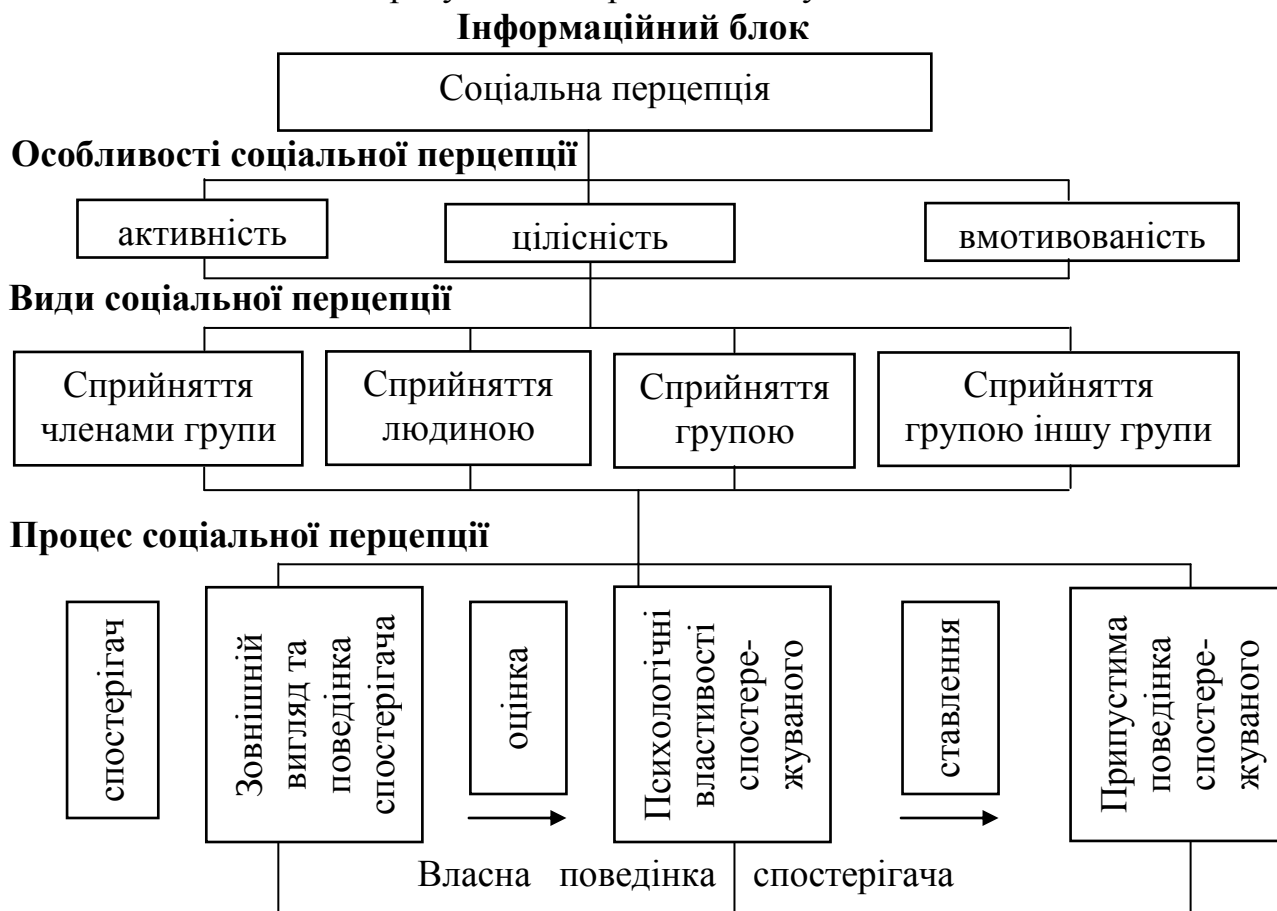 Інформаційний блок
Соціальна перцепція
Особливості соціальної перцепції
активність
цілісність
вмотивованість
Види соціальної перцепції
Сприйняття
членами групи
Сприйняття
людиною
Сприйняття
групою
Сприйняття
групою іншу групи
Процес соціальної перцепції
спостерігач
Зовнішній
вигляд та
поведінка
спостерігача
оцінка
Психологічні
властивості
спостере-
жуваного
ставлення
Припустима
поведінка
спостере-
жуваного
Власна поведінка спостерігача